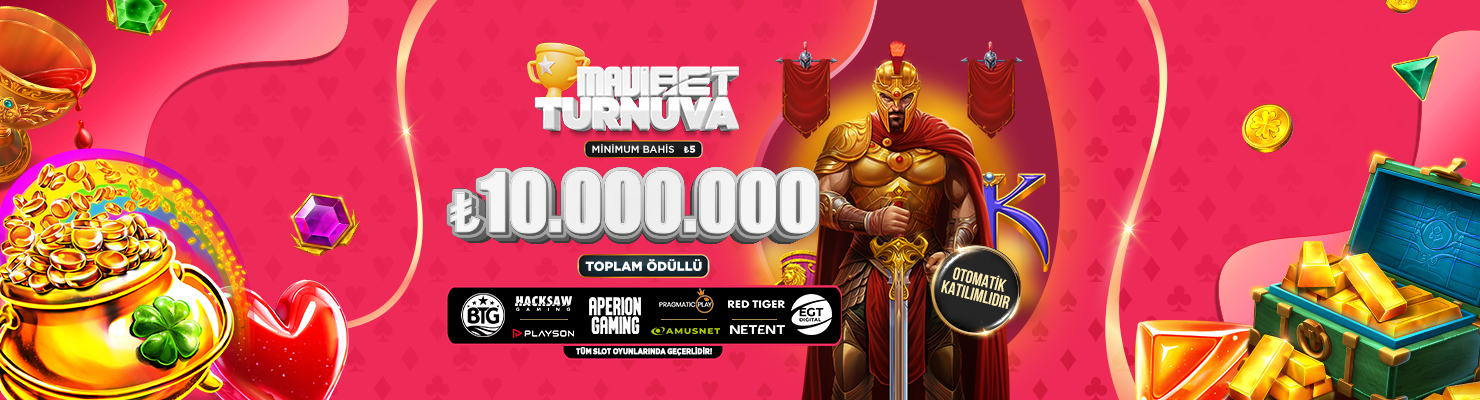 MAVIBET
TURNUVA
MİNİMUM BAHİS ₺5
₺10.000.000
TOPLAM ÖDÜLLÜ
BTG
HACKSAW
GAMING
APERION
GAMING
PRAGMATIC PLAY
RED TIGER
EGT
DIGITAL
PLAYSON
AMUSNET
NETENT
TÜM SLOT OYUNLARINDA GEÇERLİDİR!
K
OTOMATİK
KATILIMLIDIR